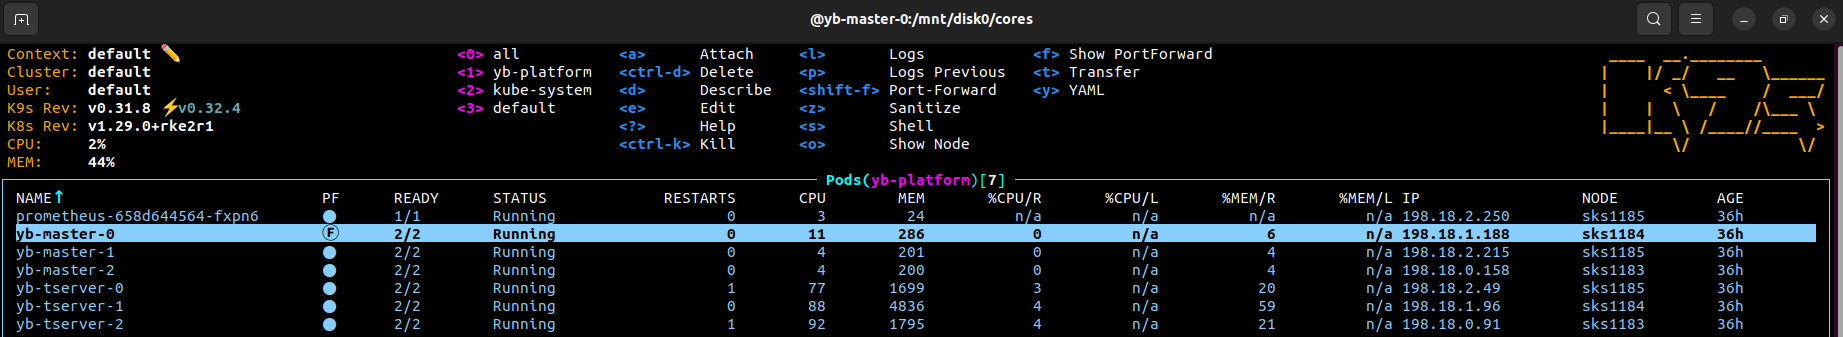 @yb-master-0:/mnt/disk0/cores
Context: default <0> all <a> Attach <l> Logs <f> Show PortForward
Cluster: default <1> yb-platform <ctrl-d> Delete <p> Logs Previous <t> Transfer
User: default <2> kube-system <d> Describe <shift-f> Port-Forward <y> YAML
K9s Rev: v0.31.8 ⚡v0.32.4 <3> default <e> Edit <z> Sanitize
K8s Rev: v1.29.0+rke2r1 <?> Help <s> Shell
CPU: 2% <ctrl-k> Kill <o> Show Node
MEM: 44%
Pods(yb-platform)[7]
NAME↑ PF READY STATUS RESTARTS CPU MEM %CPU/R %CPU/L %MEM/R %MEM/L IP NODE AGE
prometheus-658d644564-fxpn6 ● 1/1 Running 0 3 24 n/a n/a n/a n/a 198.18.2.250 sks1185 36h
yb-master-0 Ⓕ 2/2 Running 0 11 286 0 n/a 6 n/a 198.18.1.188 sks1184 36h
yb-master-1 ● 2/2 Running 0 4 201 0 n/a 4 n/a 198.18.2.215 sks1185 36h
yb-master-2 ● 2/2 Running 0 4 200 0 n/a 4 n/a 198.18.0.158 sks1183 36h
yb-tserver-0 ● 2/2 Running 1 77 1699 3 n/a 20 n/a 198.18.2.49 sks1185 36h
yb-tserver-1 ● 2/2 Running 0 88 4836 4 n/a 59 n/a 198.18.1.96 sks1184 36h
yb-tserver-2 ● 2/2 Running 1 92 1795 4 n/a 21 n/a 198.18.0.91 sks1183 36h